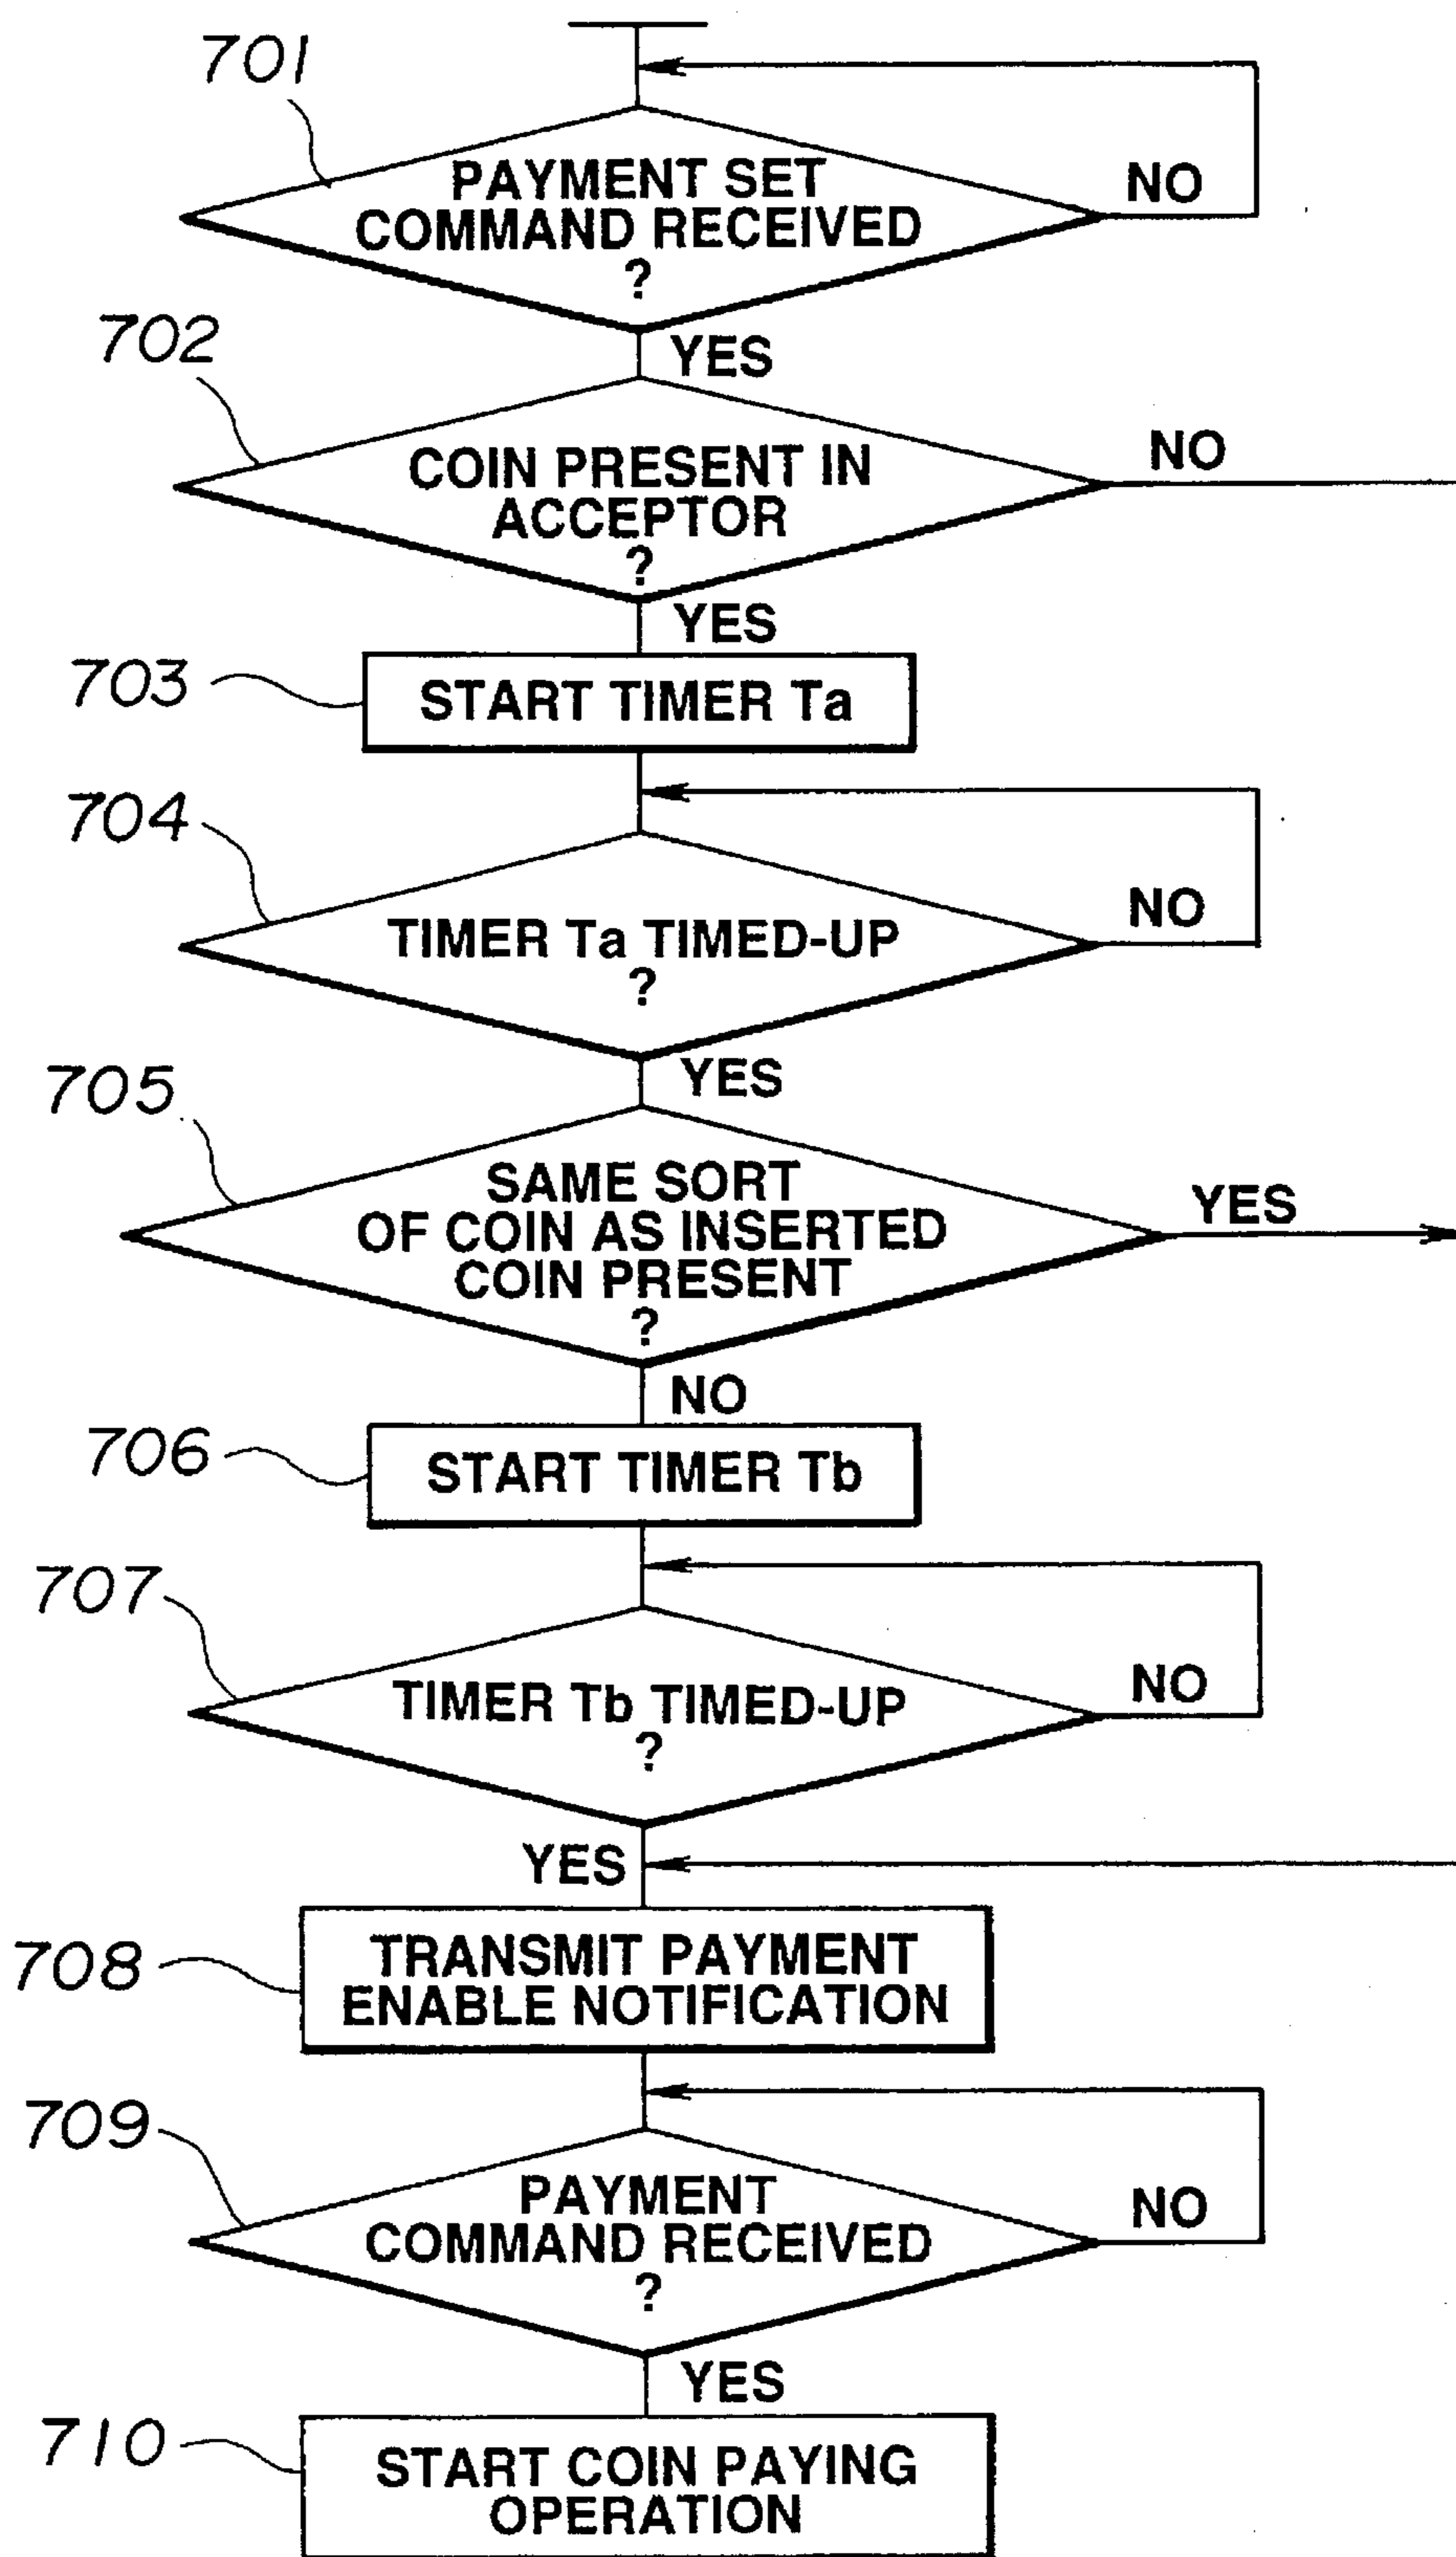 701
PAYMENT SET
COMMAND RECEIVED
?
NO
YES
702
COIN PRESENT IN
ACCEPTOR
?
NO
YES
703
START TIMER Ta
704
TIMER Ta TIMED-UP
?
NO
YES
705
SAME SORT
OF COIN AS INSERTED
COIN PRESENT
?
YES
NO
706
START TIMER Tb
707
TIMER Tb TIMED-UP
?
NO
YES
708
TRANSMIT PAYMENT
ENABLE NOTIFICATION
709
PAYMENT
COMMAND RECEIVED
?
NO
YES
710
START COIN PAYING
OPERATION